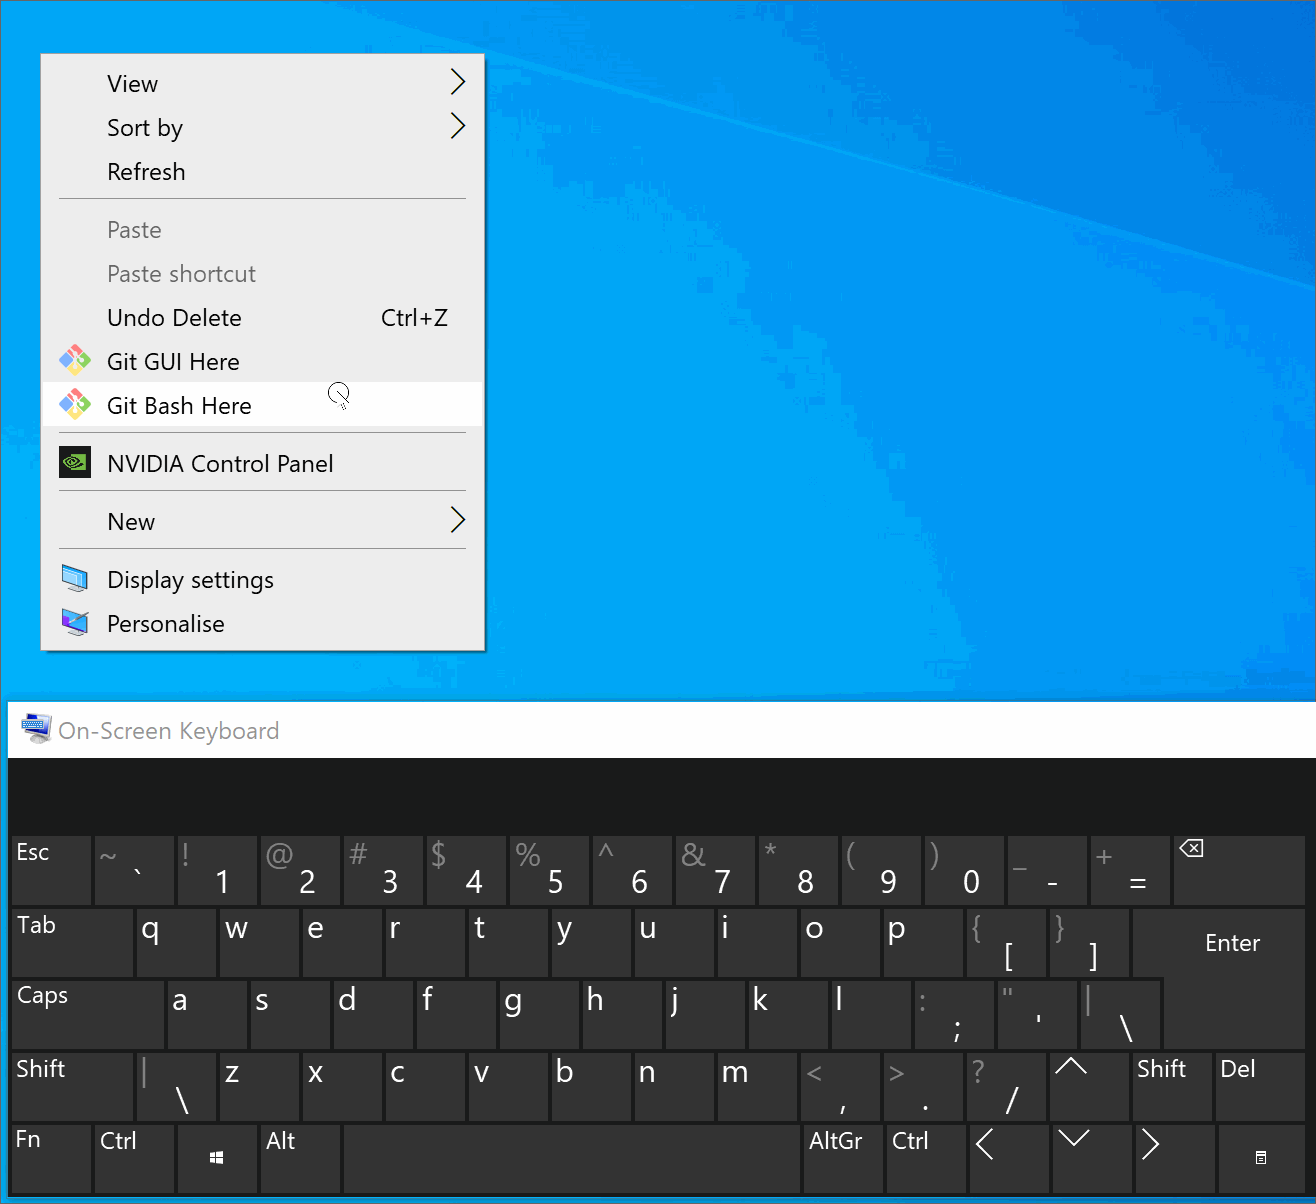 View
Sort by
Refresh
Paste
Paste shortcut
Undo Delete Ctrl+Z
Git GUI Here
Git Bash Here
NVIDIA Control Panel
New
Display settings
Personalise
On-Screen Keyboard
Esc ~ ` ! 1 @ 2 # 3 $ 4 % 5 ^ 6 & 7 * 8 ( 9 ) 0 _ - + =
Tab q w e r t y u i o p { [ } ] Enter
Caps a s d f g h j k l : ; " ' | \
Shift | \ z x c v b n m < , > . ? / Shift Del
Fn Ctrl Alt AltGr Ctrl